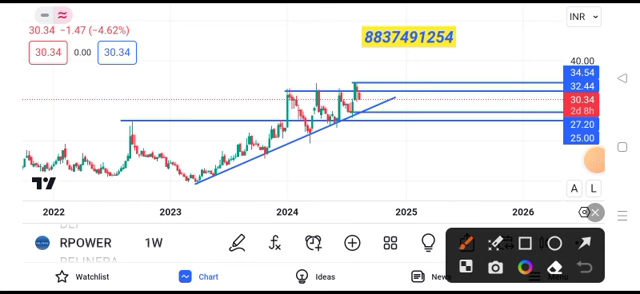 30.34 −1.47 (−4.62%)
INR
8837491254
30.34 0.00 30.34
40.00
34.54
32.44
30.34
2d 8h
27.20
25.00
A L
2022 2023 2024 2025 2026
RPOWER 1W
Watchlist Chart Ideas News Menu